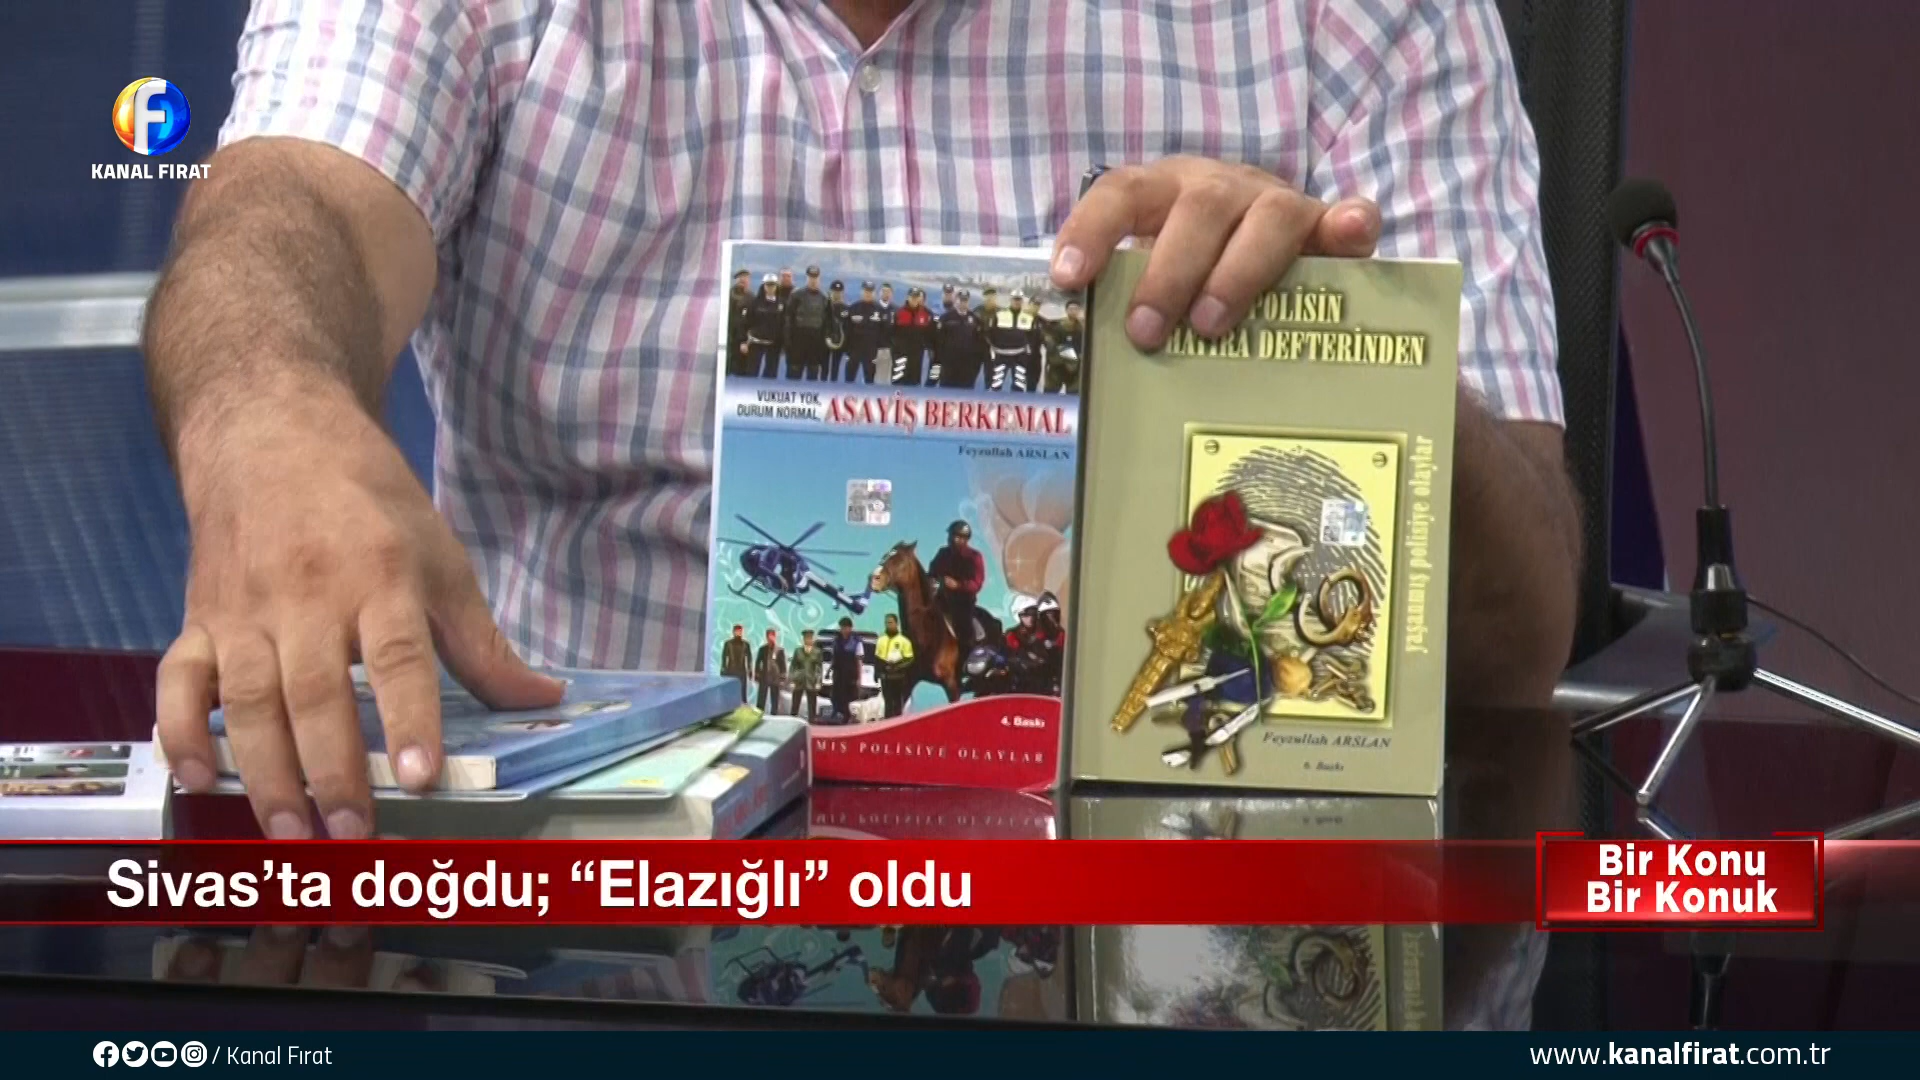 KANAL FIRAT
VUKUAT YOK,
DURUM NORMAL,
ASAYİŞ BERKEMAL
Feyzullah ARSLAN
4. Baskı
MIŞ POLİSİYE OLAYLAR
POLİSİN
HATIRA DEFTERİNDEN
yaşanmış polisiye olaylar
Feyzullah ARSLAN
6. Baskı
Sivas’ta doğdu; “Elazığlı” oldu
Bir Konu
Bir Konuk
/ Kanal Fırat
www.kanalfirat.com.tr